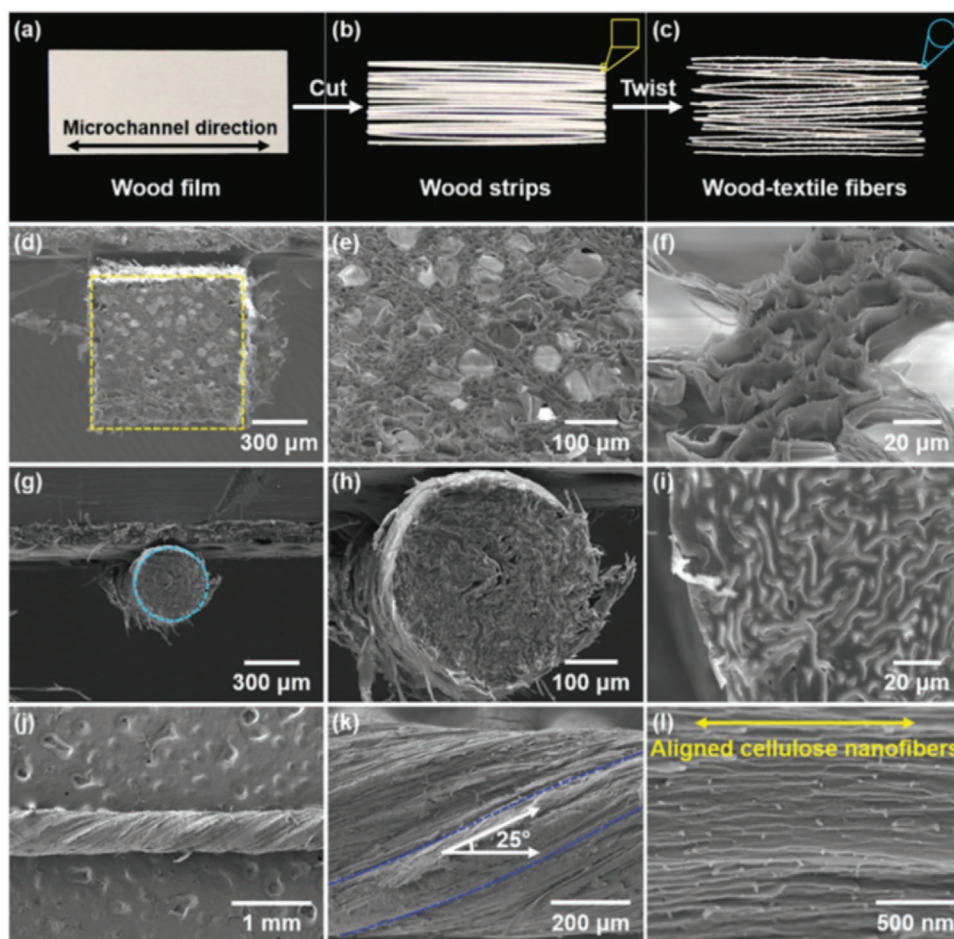 (a)
Microchannel direction
Wood film
Cut
(b)
Wood strips
Twist
(c)
Wood-textile fibers
(d)
300 µm
(e)
100 µm
(f)
20 µm
(g)
300 µm
(h)
100 µm
(i)
20 µm
(j)
1 mm
(k)
25°
200 µm
(l)
Aligned cellulose nanofibers
500 nm